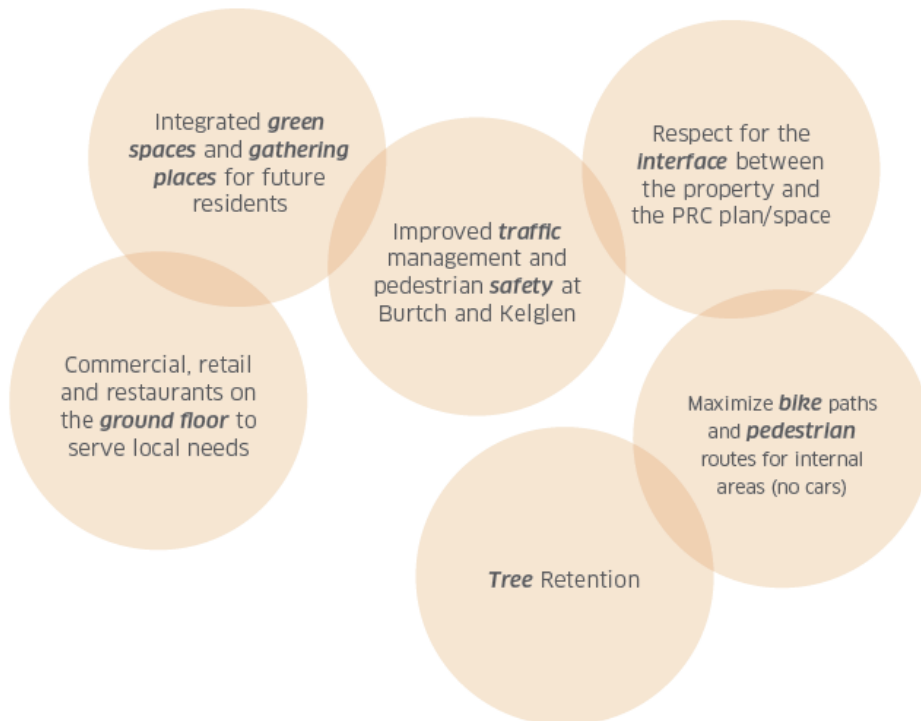 Integrated green
spaces and gathering
places for future
residents
Improved traffic
management and
pedestrian safety at
Burtch and Kelglen
Respect for the
interface between
the property and
the PRC plan/space
Commercial, retail
and restaurants on
the ground floor to
serve local needs
Maximize bike paths
and pedestrian
routes for internal
areas (no cars)
Tree Retention